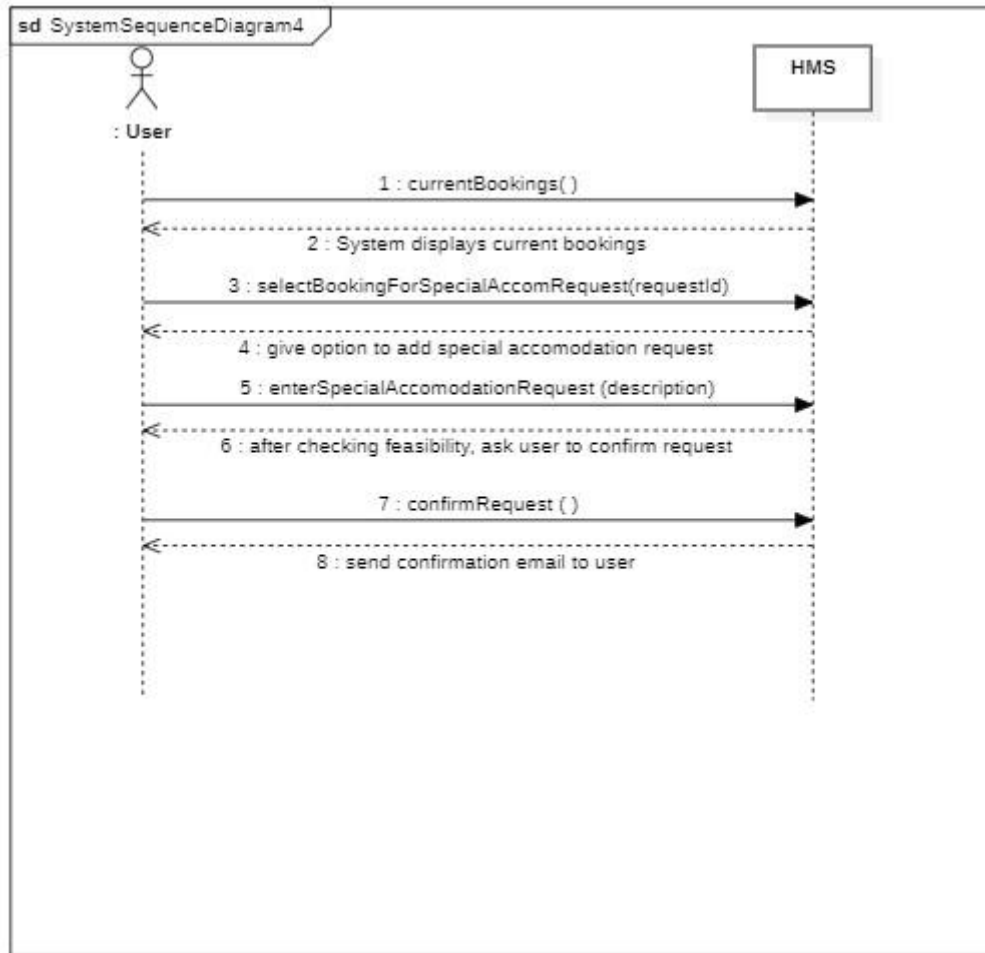 sd SystemSequenceDiagram4
HMS
: User
1 : currentBookings( )
2 : System displays current bookings
3 : selectBookingForSpecialAccomRequest(requestId)
4 : give option to add special accomodation request
5 : enterSpecialAccomodationRequest (description)
6 : after checking feasibility, ask user to confirm request
7 : confirmRequest ( )
8 : send confirmation email to user